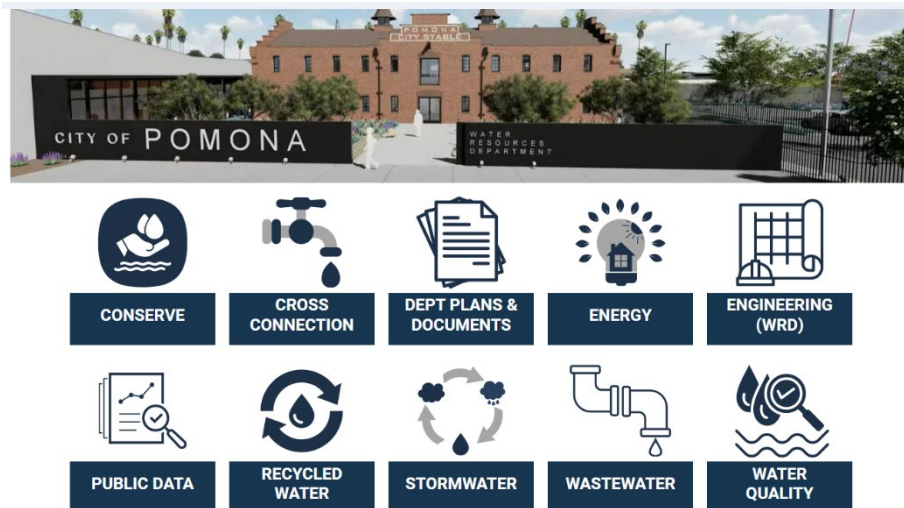 POMONA
CITY STABLE
CITY OF POMONA
WATER
RESOURCES
DEPARTMENT
CONSERVE
CROSS
CONNECTION
DEPT PLANS &
DOCUMENTS
ENERGY
ENGINEERING
(WRD)
PUBLIC DATA
RECYCLED
WATER
STORMWATER
WASTEWATER
WATER
QUALITY